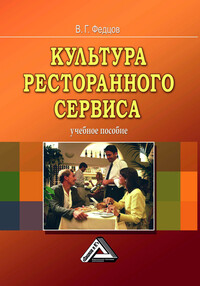 В. Г. Федцов
КУЛЬТУРА
РЕСТОРАННОГО
СЕРВИСА
учебное пособие